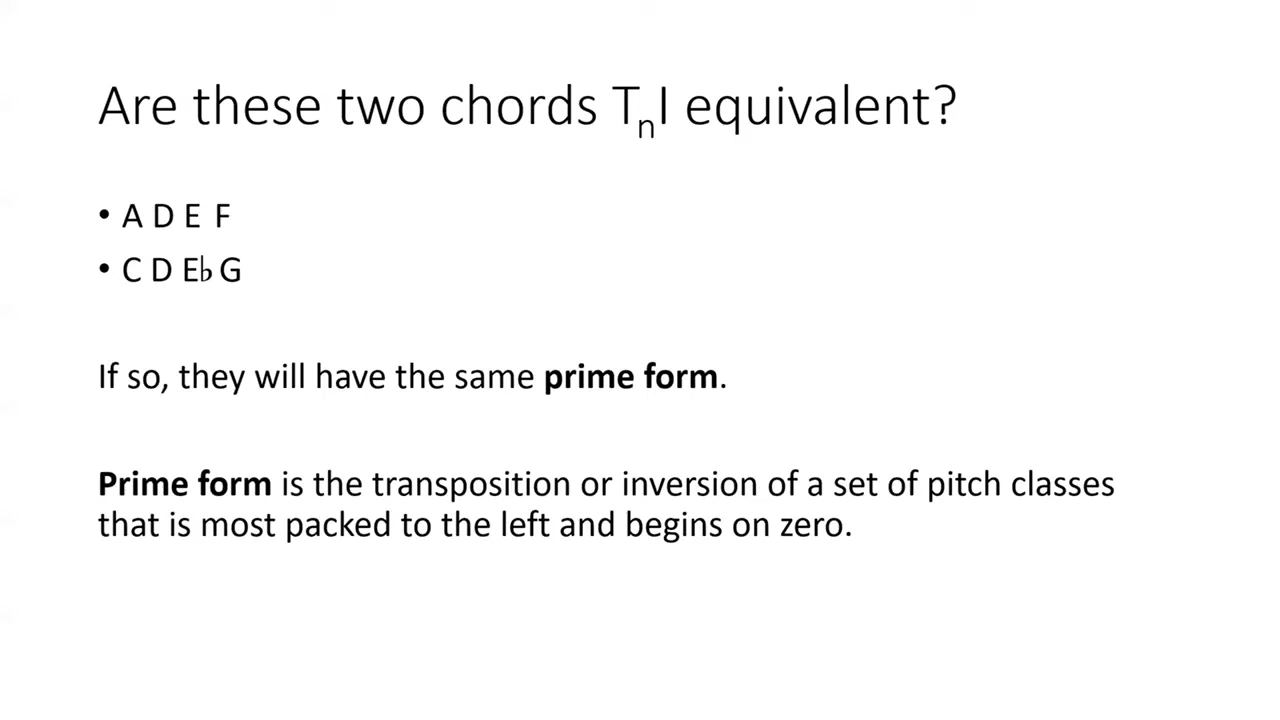 Are these two chords TnI equivalent?
• A D E F
• C D E♭ G
If so, they will have the same prime form.
Prime form is the transposition or inversion of a set of pitch classes
that is most packed to the left and begins on zero.